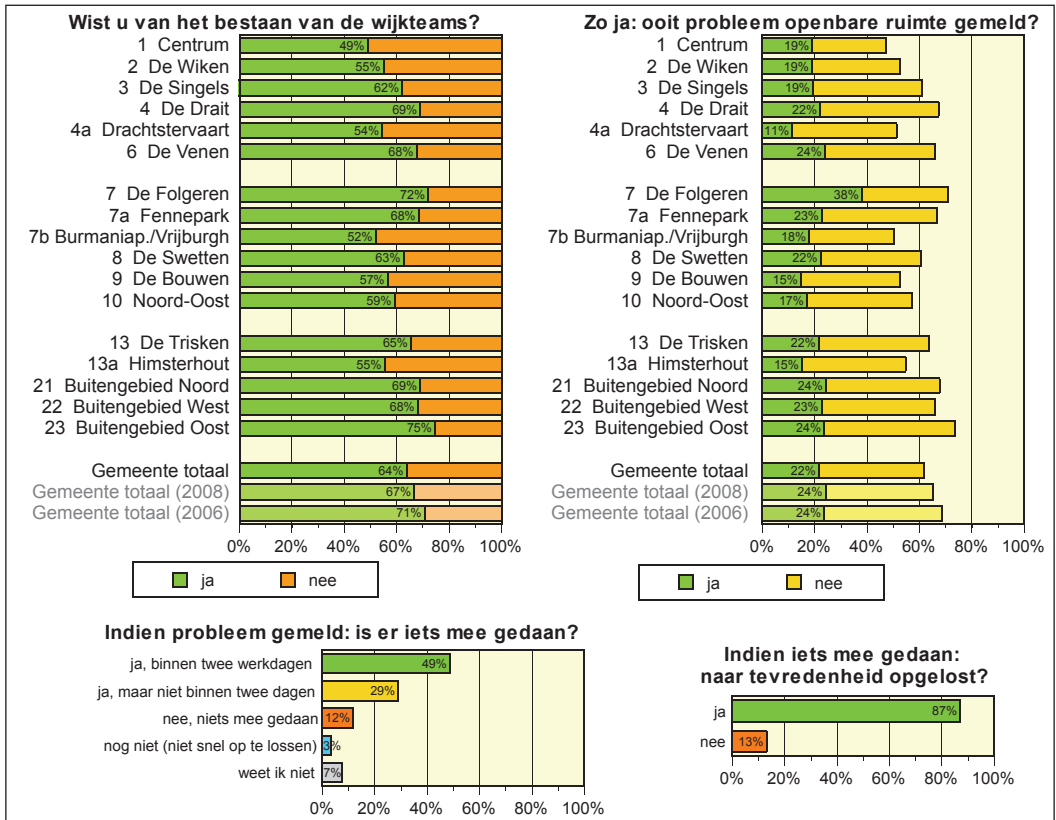 Wist u van het bestaan van de wijkteams?
1 Centrum 49%
2 De Wiken 55%
3 De Singels 62%
4 De Drait 69%
4a Drachtstervaart 54%
6 De Venen 68%
7 De Folgeren 72%
7a Fennepark 68%
7b Burmaniap./Vrijburgh 52%
8 De Swetten 63%
9 De Bouwen 57%
10 Noord-Oost 59%
13 De Trisken 65%
13a Himsterhout 55%
21 Buitengebied Noord 69%
22 Buitengebied West 68%
23 Buitengebied Oost 75%
Gemeente totaal 64%
Gemeente totaal (2008) 67%
Gemeente totaal (2006) 71%
0% 20% 40% 60% 80% 100%
ja nee
Zo ja: ooit probleem openbare ruimte gemeld?
1 Centrum 19%
2 De Wiken 19%
3 De Singels 19%
4 De Drait 22%
4a Drachtstervaart 11%
6 De Venen 24%
7 De Folgeren 38%
7a Fennepark 23%
7b Burmaniap./Vrijburgh 18%
8 De Swetten 22%
9 De Bouwen 15%
10 Noord-Oost 17%
13 De Trisken 22%
13a Himsterhout 15%
21 Buitengebied Noord 24%
22 Buitengebied West 23%
23 Buitengebied Oost 24%
Gemeente totaal 22%
Gemeente totaal (2008) 24%
Gemeente totaal (2006) 24%
0% 20% 40% 60% 80% 100%
ja nee
Indien probleem gemeld: is er iets mee gedaan?
ja, binnen twee werkdagen 49%
ja, maar niet binnen twee dagen 29%
nee, niets mee gedaan 12%
nog niet (niet snel op te lossen) 3%
weet ik niet 7%
0% 20% 40% 60% 80% 100%
Indien iets mee gedaan:
naar tevredenheid opgelost?
ja 87%
nee 13%
0% 20% 40% 60% 80% 100%